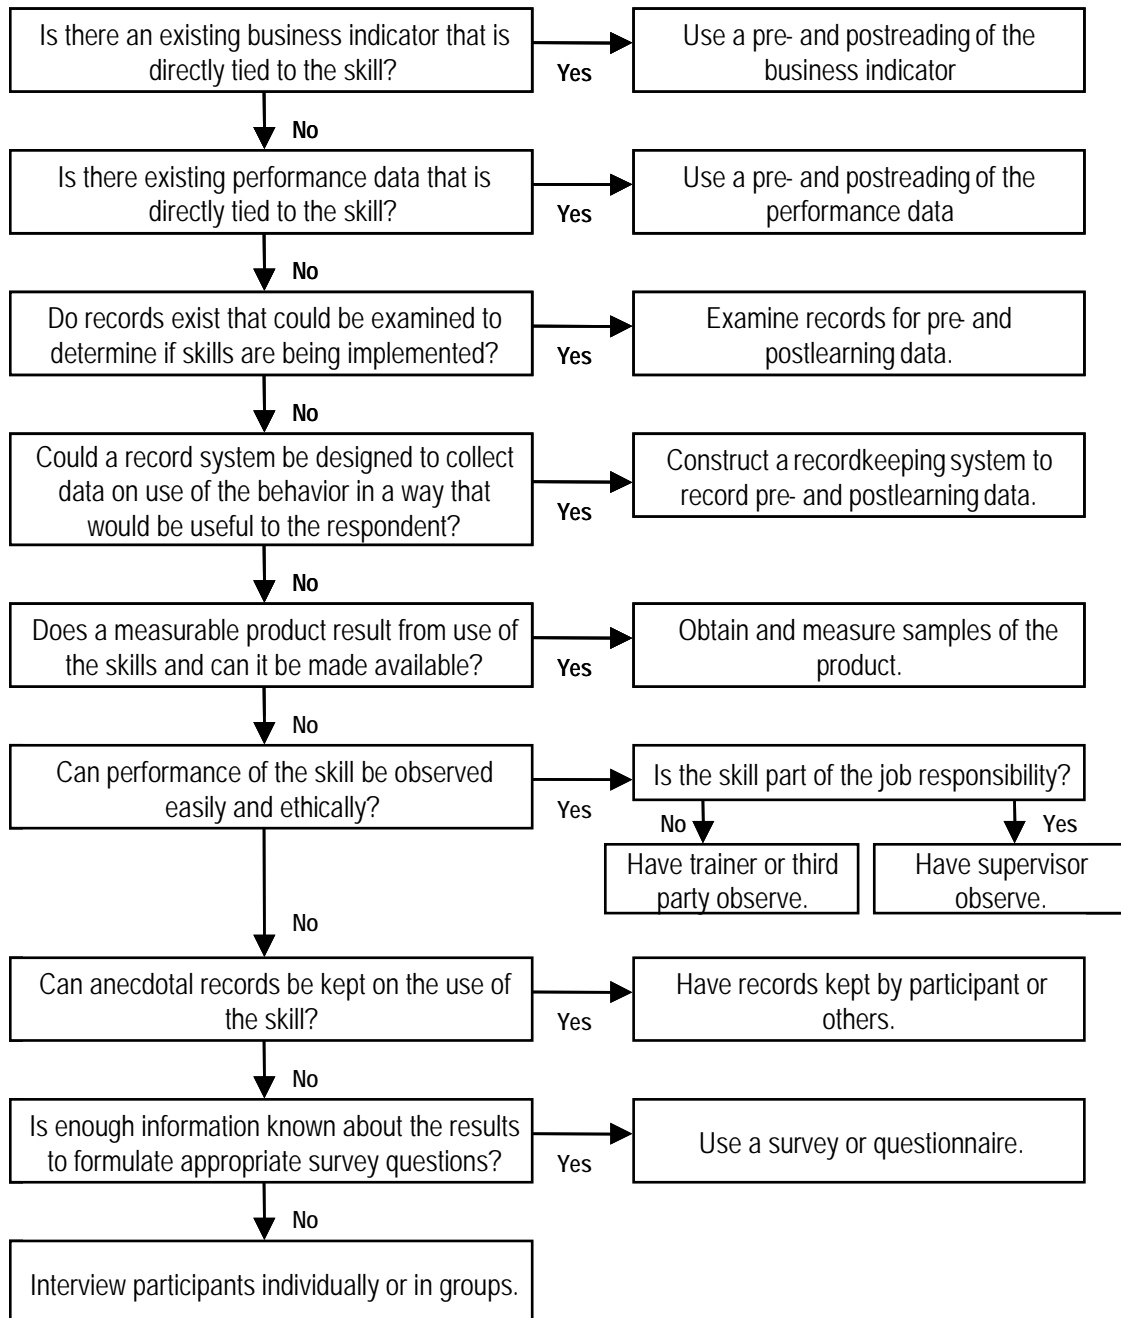 Is there an existing business indicator that is
directly tied to the skill?
Yes
Use a pre- and postreading of the
business indicator
No
Is there existing performance data that is
directly tied to the skill?
Yes
Use a pre- and postreading of the
performance data
No
Do records exist that could be examined to
determine if skills are being implemented?
Yes
Examine records for pre- and
postlearning data.
No
Could a record system be designed to collect
data on use of the behavior in a way that
would be useful to the respondent?
Yes
Construct a recordkeeping system to
record pre- and postlearning data.
No
Does a measurable product result from use of
the skills and can it be made available?
Yes
Obtain and measure samples of the
product.
No
Can performance of the skill be observed
easily and ethically?
Yes
Is the skill part of the job responsibility?
No
Yes
Have trainer or third
party observe.
Have supervisor
observe.
No
Can anecdotal records be kept on the use of
the skill?
Yes
Have records kept by participant or
others.
No
Is enough information known about the results
to formulate appropriate survey questions?
Yes
Use a survey or questionnaire.
No
Interview participants individually or in groups.